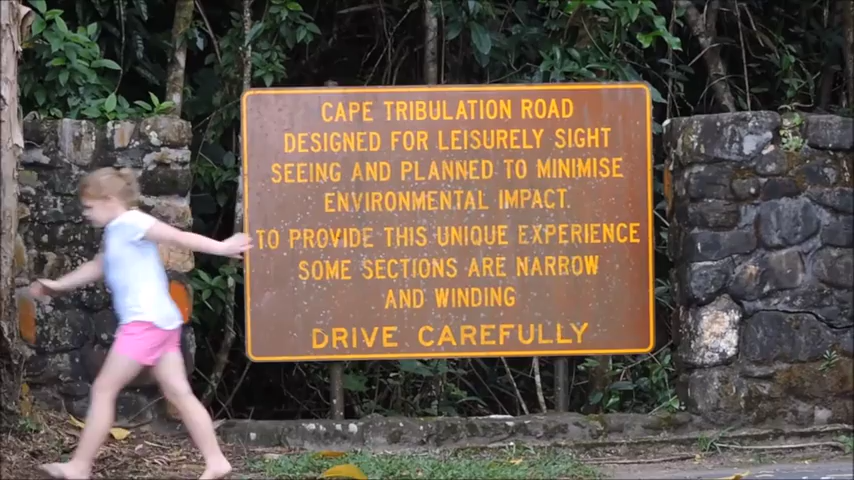 CAPE TRIBULATION ROAD
DESIGNED FOR LEISURELY SIGHT
SEEING AND PLANNED TO MINIMISE
ENVIRONMENTAL IMPACT.
TO PROVIDE THIS UNIQUE EXPERIENCE
SOME SECTIONS ARE NARROW
AND WINDING
DRIVE CAREFULLY